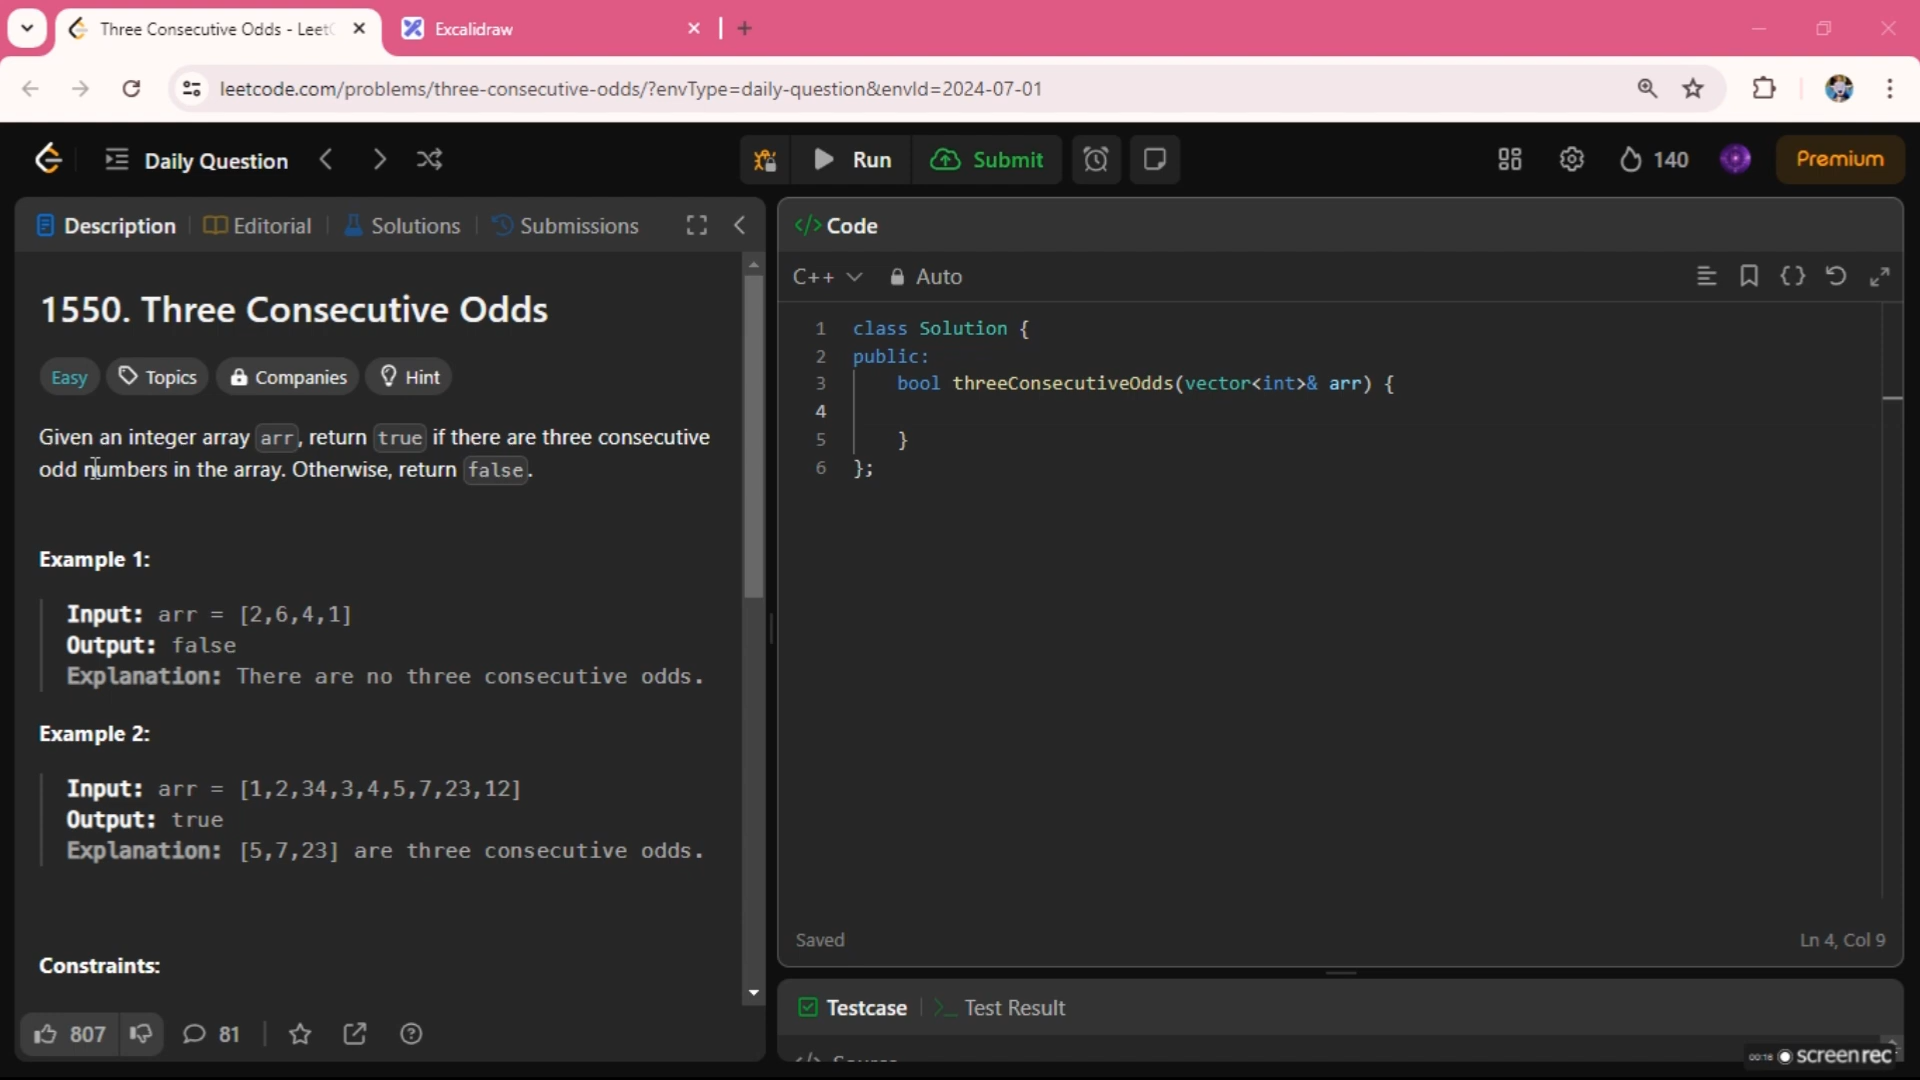 Three Consecutive Odds - Leet
Excalidraw
leetcode.com/problems/three-consecutive-odds/?envType=daily-question&envId=2024-07-01
Daily Question
Run
Submit
140
Premium
Description
Editorial
Solutions
Submissions
1550. Three Consecutive Odds
Easy
Topics
Companies
Hint
Given an integer array arr, return true if there are three consecutive
odd numbers in the array. Otherwise, return false.
Example 1:
Input: arr = [2,6,4,1]
Output: false
Explanation: There are no three consecutive odds.
Example 2:
Input: arr = [1,2,34,3,4,5,7,23,12]
Output: true
Explanation: [5,7,23] are three consecutive odds.
Constraints:
807
81
</> Code
C++
Auto
1 class Solution {
2 public:
3 bool threeConsecutiveOdds(vector<int>& arr) {
4
5 }
6 };
Saved
Ln 4, Col 9
Testcase
>_ Test Result
</> Source
00:16 screenrec